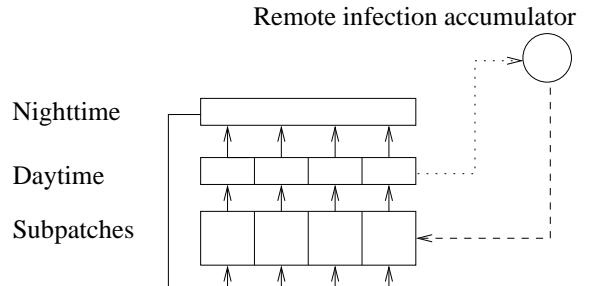 Remote infection accumulator
Nighttime
Daytime
Subpatches